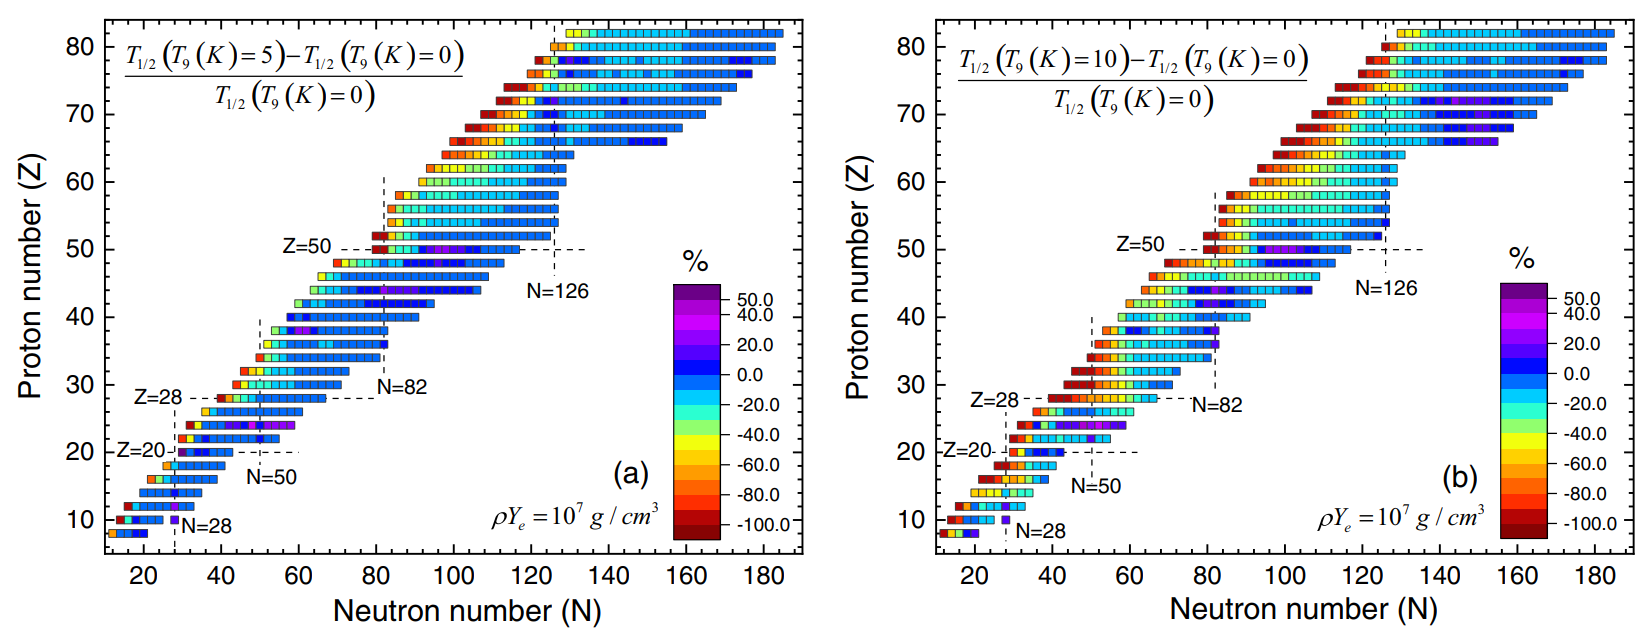 T1/2 (T9 (K) = 5) − T1/2 (T9 (K) = 0)
T1/2 (T9 (K) = 0)
Proton number (Z)
80
70
60
50
40
30
20
10
Z=50
Z=28
Z=20
N=126
N=82
N=50
N=28
%
50.0
40.0
20.0
0.0
-20.0
-40.0
-60.0
-80.0
-100.0
(a)
ρYe = 10^7 g / cm^3
20 40 60 80 100 120 140 160 180
Neutron number (N)
T1/2 (T9 (K) = 10) − T1/2 (T9 (K) = 0)
T1/2 (T9 (K) = 0)
Proton number (Z)
80
70
60
50
40
30
20
10
Z=50
Z=28
Z=20
N=126
N=82
N=50
N=28
%
50.0
40.0
20.0
0.0
-20.0
-40.0
-60.0
-80.0
-100.0
(b)
ρYe = 10^7 g / cm^3
20 40 60 80 100 120 140 160 180
Neutron number (N)